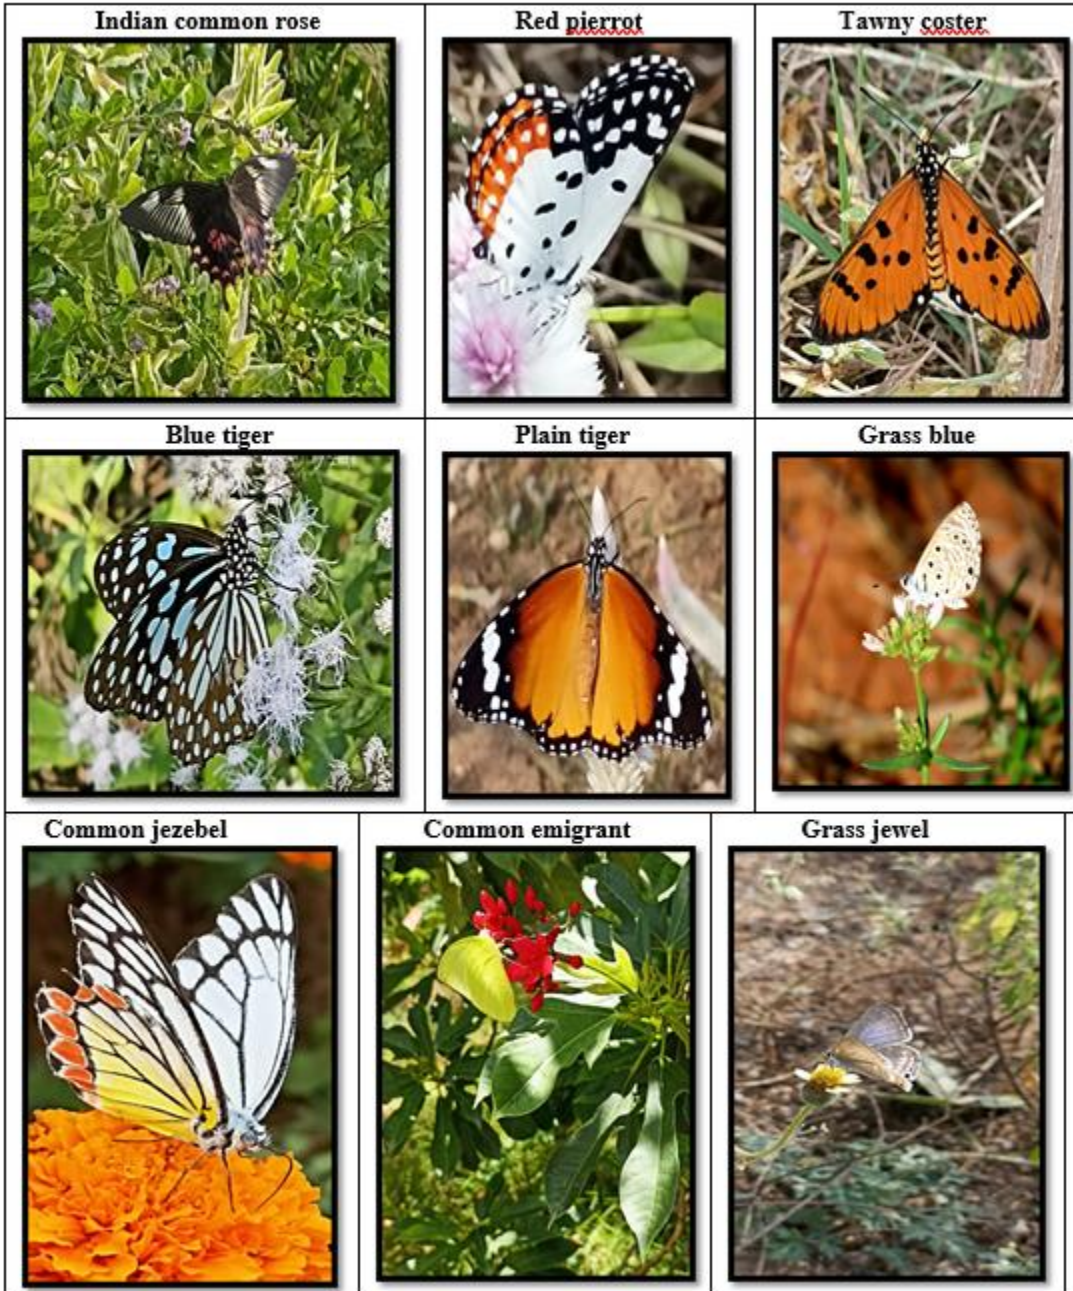 Indian common rose
Red pierrot
Tawny coster
Blue tiger
Plain tiger
Grass blue
Common jezebel
Common emigrant
Grass jewel